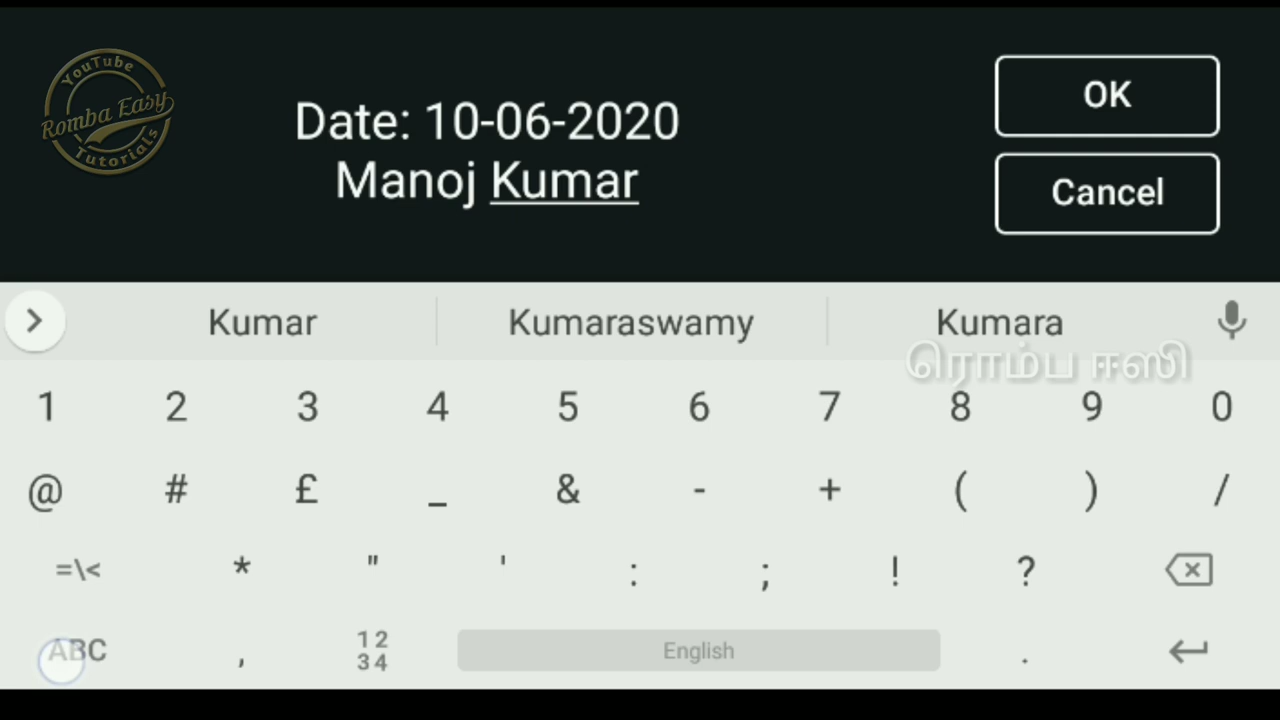 YouTube
Romba Easy
Tutorials
Date: 10-06-2020
Manoj Kumar
OK
Cancel
Kumar Kumaraswamy Kumara
ரொம்ப ஈஸி
1 2 3 4 5 6 7 8 9 0
@ # £ _ & - + ( ) /
=\< * " ' : ; ! ?
ABC , 12 34 English .